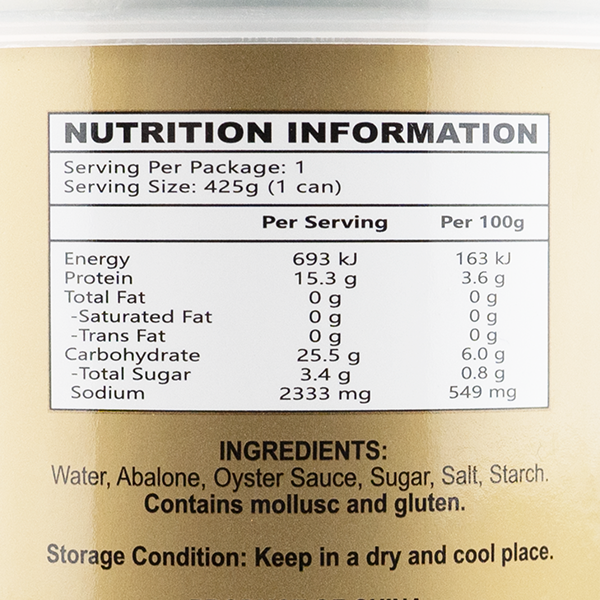 NUTRITION INFORMATION
Serving Per Package: 1
Serving Size: 425g (1 can)
Per Serving Per 100g
Energy 693 kJ 163 kJ
Protein 15.3 g 3.6 g
Total Fat 0 g 0 g
-Saturated Fat 0 g 0 g
-Trans Fat 0 g 0 g
Carbohydrate 25.5 g 6.0 g
-Total Sugar 3.4 g 0.8 g
Sodium 2333 mg 549 mg
INGREDIENTS:
Water, Abalone, Oyster Sauce, Sugar, Salt, Starch.
Contains mollusc and gluten.
Storage Condition: Keep in a dry and cool place.